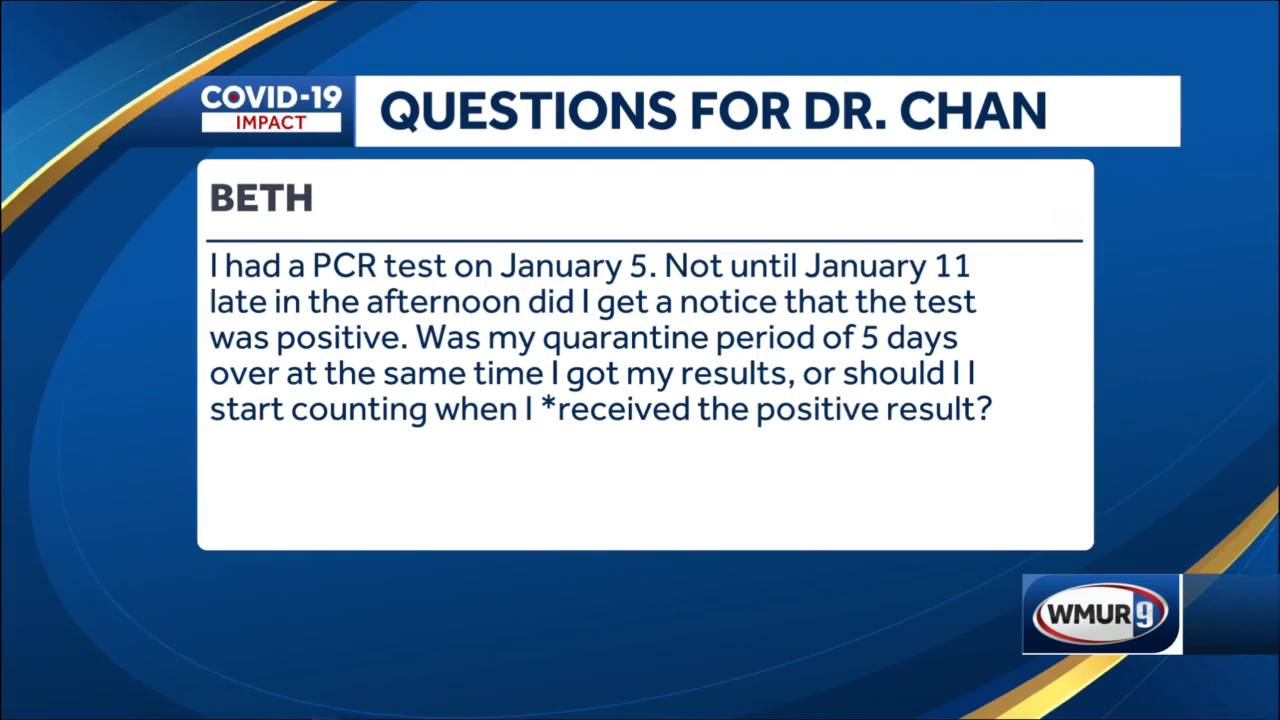 COVID-19
IMPACT
QUESTIONS FOR DR. CHAN
BETH
I had a PCR test on January 5. Not until January 11
late in the afternoon did I get a notice that the test
was positive. Was my quarantine period of 5 days
over at the same time I got my results, or should I I
start counting when I *received the positive result?
WMUR 9